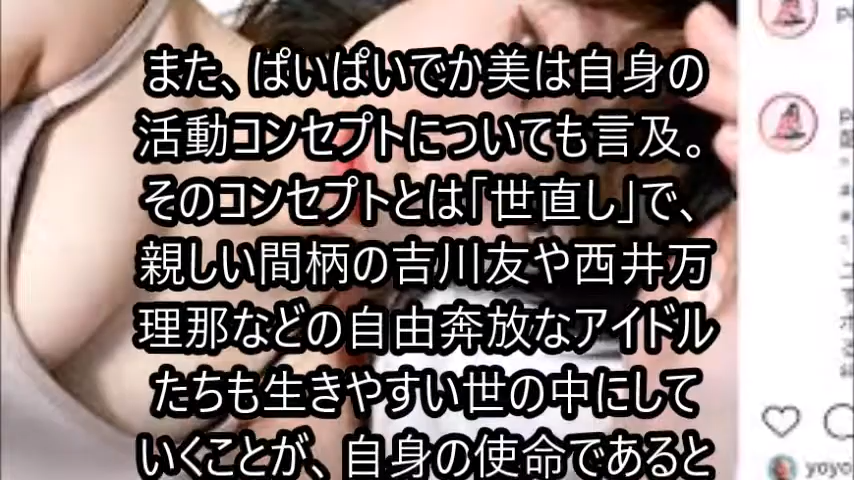 また、ぱいぱいでか美は自身の
活動コンセプトについても言及。
そのコンセプトとは「世直し」で、
親しい間柄の吉川友や西井万
理那などの自由奔放なアイドル
たちも生きやすい世の中にして
いくことが、自身の使命であると
yoyo